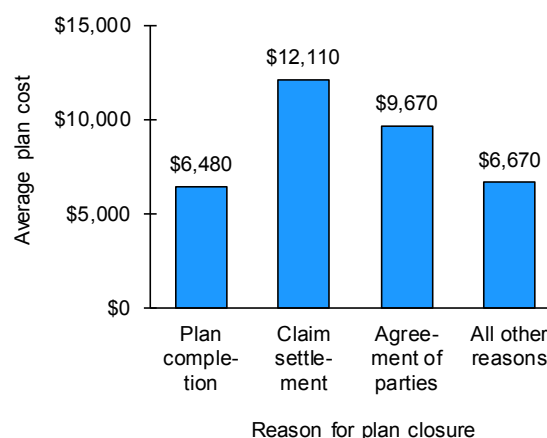 $15,000
$12,110
$9,670
$10,000
$6,480
$6,670
$5,000
$0
Average plan cost
Plan
comple-
tion
Claim
settle-
ment
Agree-
ment of
parties
All other
reasons
Reason for plan closure